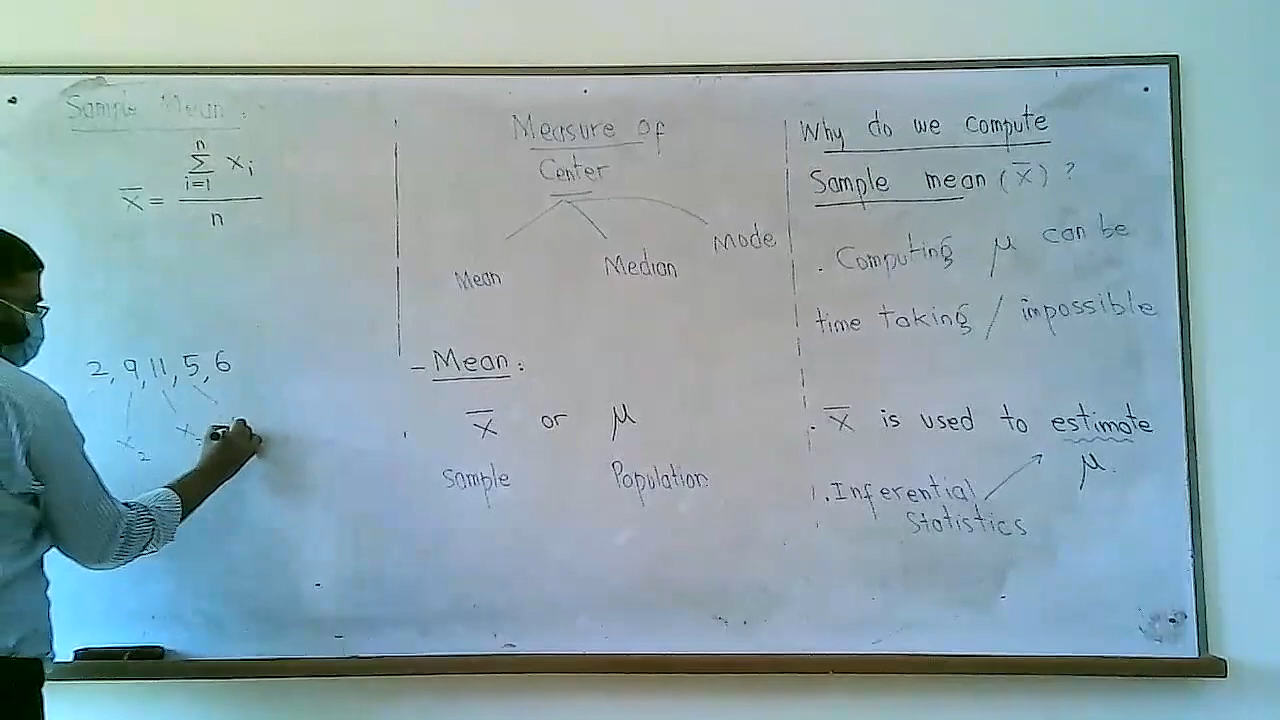 Sample Mean:
n
∑ xi
i=1
x̄ =
n
2, 9, 11, 5, 6
x2
x
Measure of
Center
Mean
Median
Mode
- Mean:
x̄ or μ
Sample Population
Why do we compute
Sample mean (x̄) ?
. Computing μ can be
time taking / impossible
. x̄ is used to estimate
μ.
. Inferential
Statistics